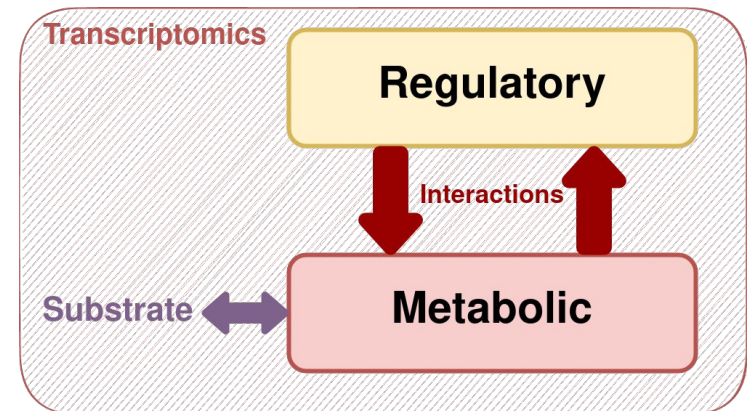 Transcriptomics
Regulatory
Interactions
Substrate
Metabolic